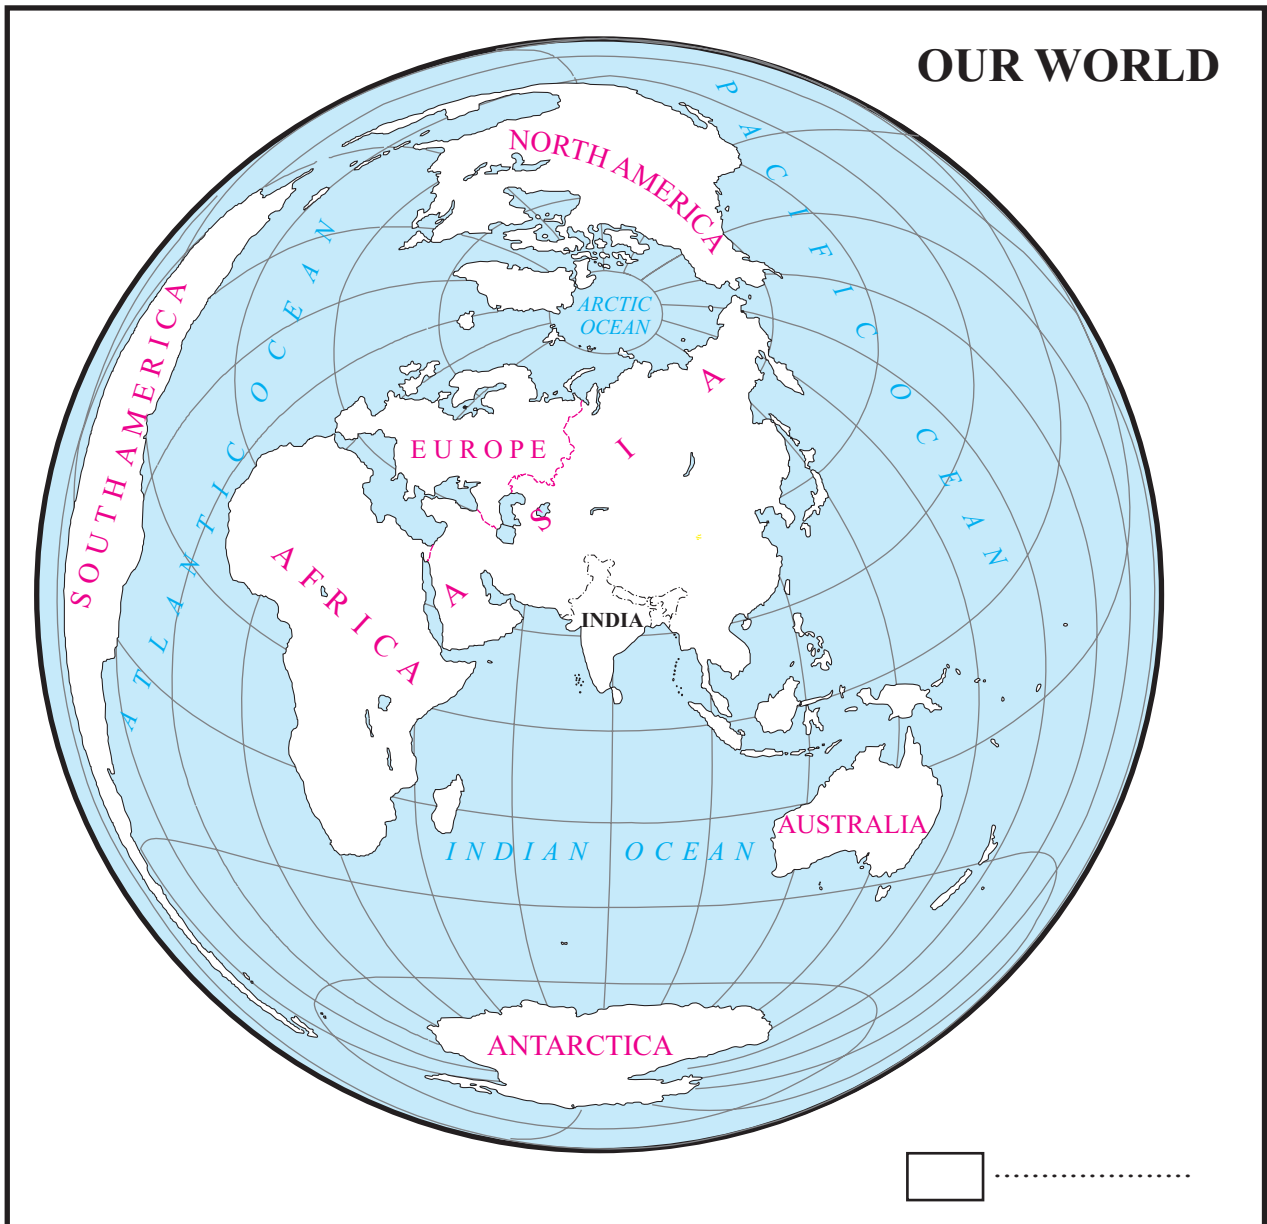 OUR WORLD
PACIFIC OCEAN
NORTH AMERICA
ATLANTIC OCEAN
SOUTH AMERICA
ARCTIC
OCEAN
EUROPE
ASIA
AFRICA
INDIA
AUSTRALIA
INDIAN OCEAN
ANTARCTICA